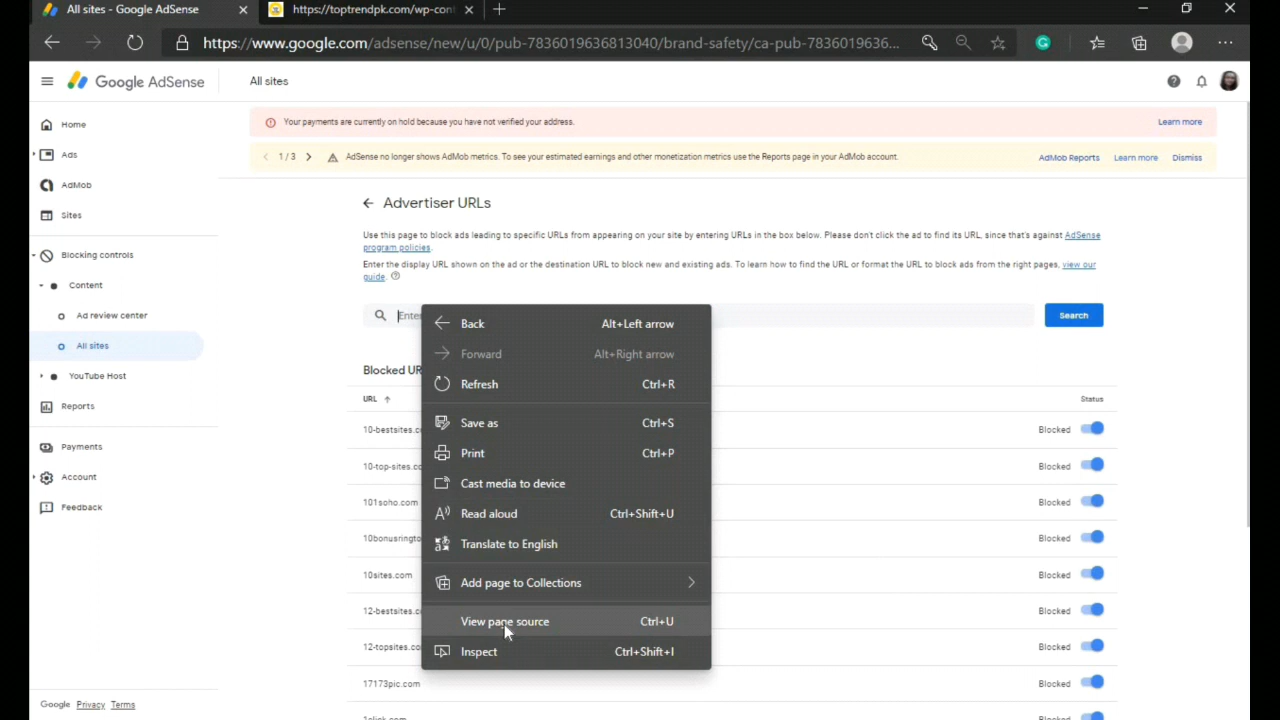 All sites - Google AdSense
https://toptrendpk.com/wp-cont
https://www.google.com/adsense/new/u/0/pub-7836019636813040/brand-safety/ca-pub-7836019636...
Google AdSense
All sites
Home
Ads
AdMob
Sites
Blocking controls
Content
Ad review center
All sites
YouTube Host
Reports
Payments
Account
Feedback
Google Privacy Terms
Your payments are currently on hold because you have not verified your address.
Learn more
1 / 3
AdSense no longer shows AdMob metrics. To see your estimated earnings and other monetization metrics use the Reports page in your AdMob account.
AdMob Reports Learn more Dismiss
Advertiser URLs
Use this page to block ads leading to specific URLs from appearing on your site by entering URLs in the box below. Please don't click the ad to find its URL, since that's against AdSense
program policies.
Enter the display URL shown on the ad or the destination URL to block new and existing ads. To learn how to find the URL or format the URL to block ads from the right pages, view our
guide.
Enter
Search
Blocked UR
URL
Status
10-bestsites.c
Blocked
10-top-sites.co
Blocked
101soho.com
Blocked
10bonusringto
Blocked
10sites.com
Blocked
12-bestsites.c
Blocked
12-topsites.co
Blocked
17173pic.com
Blocked
Blocked
Back Alt+Left arrow
Forward Alt+Right arrow
Refresh Ctrl+R
Save as Ctrl+S
Print Ctrl+P
Cast media to device
Read aloud Ctrl+Shift+U
Translate to English
Add page to Collections
View page source Ctrl+U
Inspect Ctrl+Shift+I